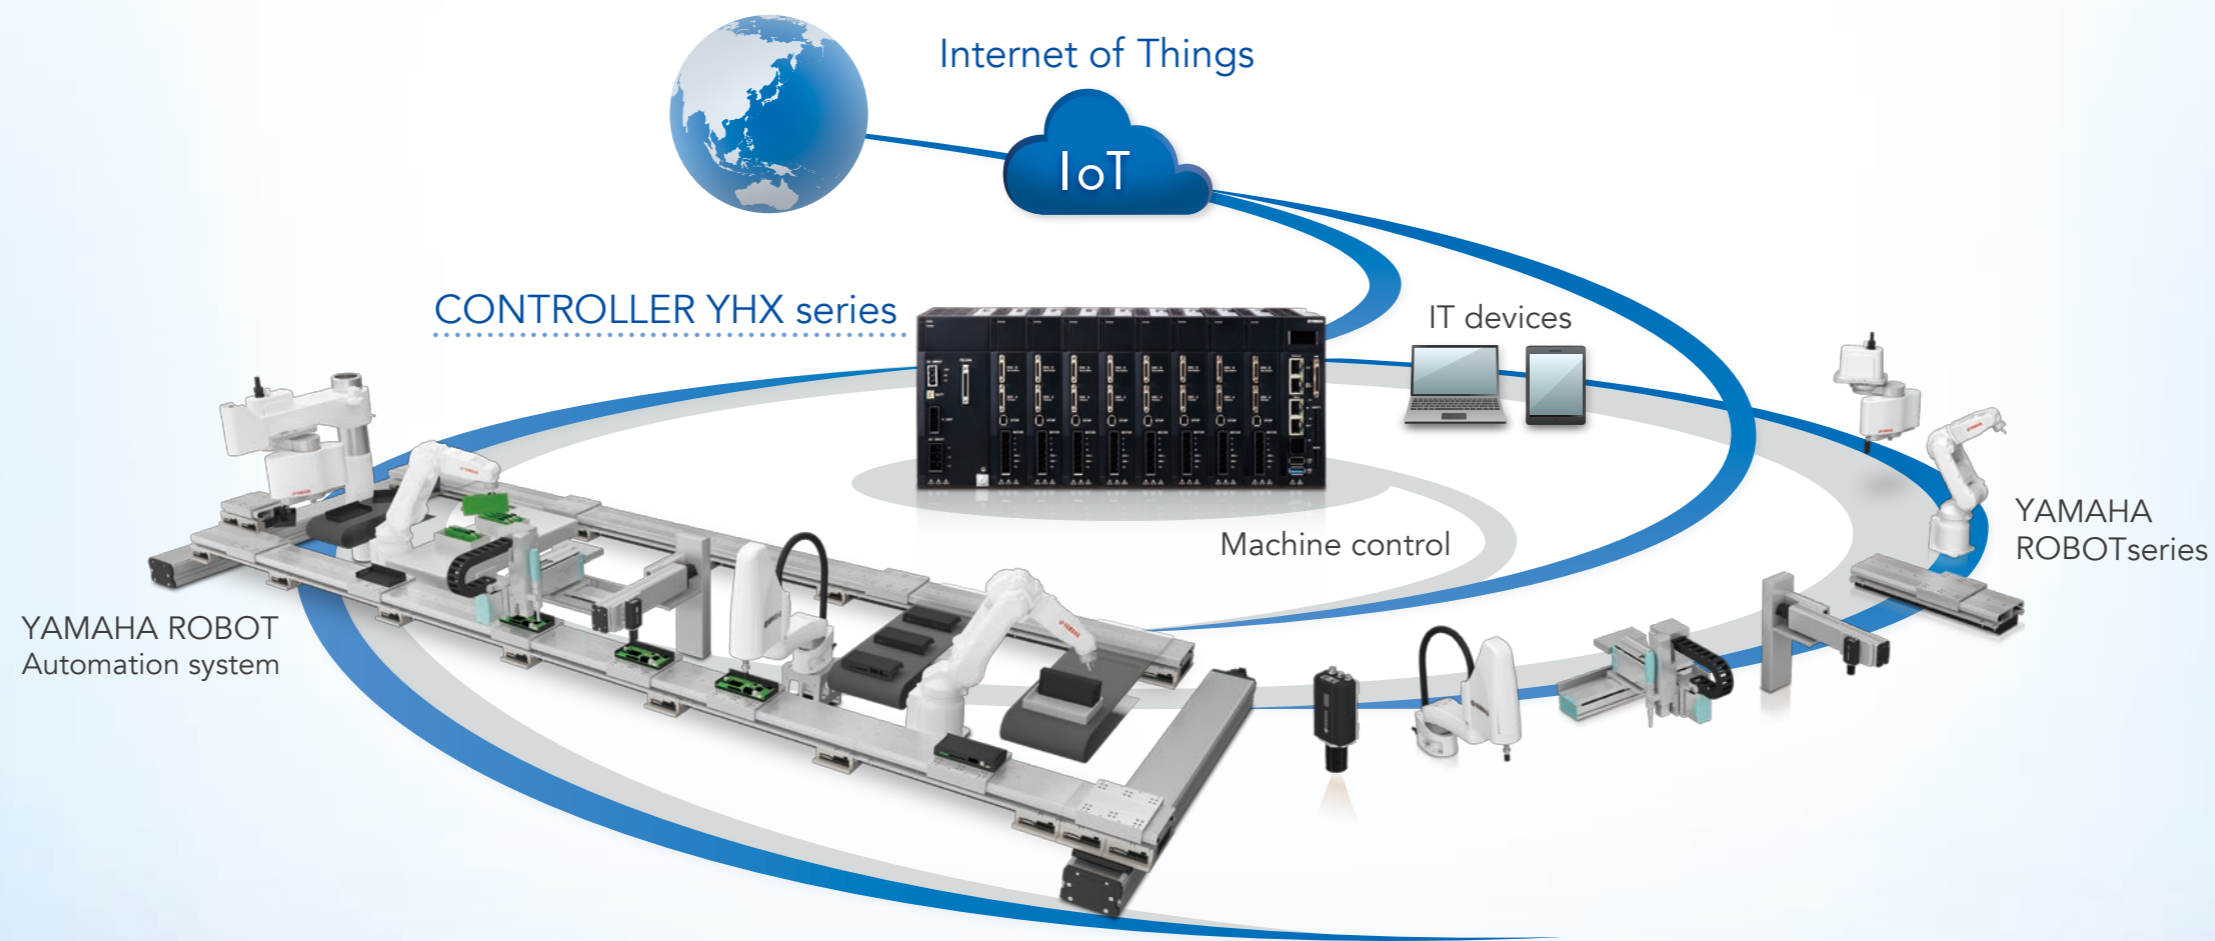 Internet of Things
IoT
CONTROLLER YHX series
IT devices
Machine control
YAMAHA
ROBOTseries
YAMAHA ROBOT
Automation system